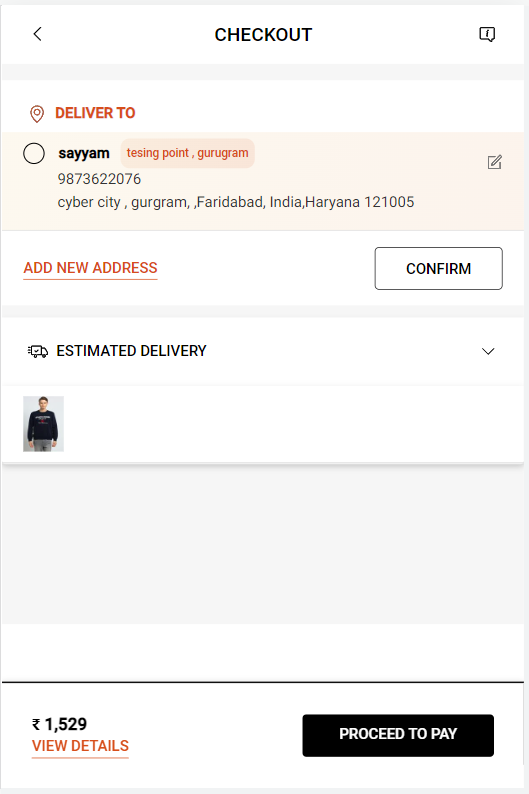 CHECKOUT
DELIVER TO
sayyam tesing point , gurugram
9873622076
cyber city , gurgram, ,Faridabad, India,Haryana 121005
ADD NEW ADDRESS
CONFIRM
ESTIMATED DELIVERY
₹ 1,529
VIEW DETAILS
PROCEED TO PAY